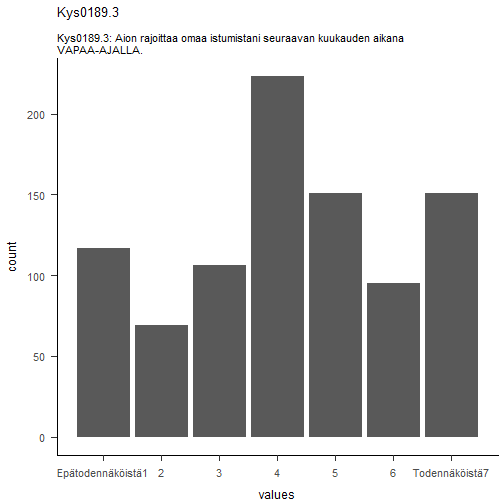 Kys0189.3
Kys0189.3: Aion rajoittaa omaa istumistani seuraavan kuukauden aikana
VAPAA-AJALLA.
200
150
100
50
0
count
Epätodennäköistä1 2 3 4 5 6 Todennäköistä7
values